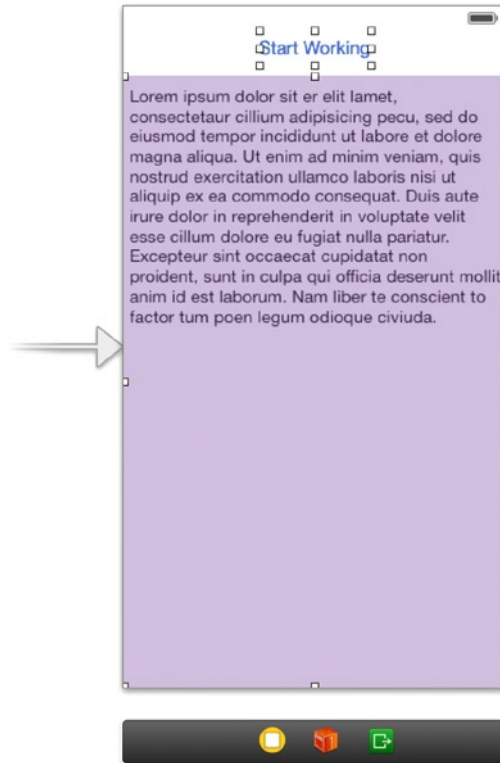 Start Working
Lorem ipsum dolor sit er elit lamet,
consectetaur cillium adipisicing pecu, sed do
eiusmod tempor incididunt ut labore et dolore
magna aliqua. Ut enim ad minim veniam, quis
nostrud exercitation ullamco laboris nisi ut
aliquip ex ea commodo consequat. Duis aute
irure dolor in reprehenderit in voluptate velit
esse cillum dolore eu fugiat nulla pariatur.
Excepteur sint occaecat cupidatat non
proident, sunt in culpa qui officia deserunt mollit
anim id est laborum. Nam liber te conscient to
factor tum poen legum odioque civiuda.